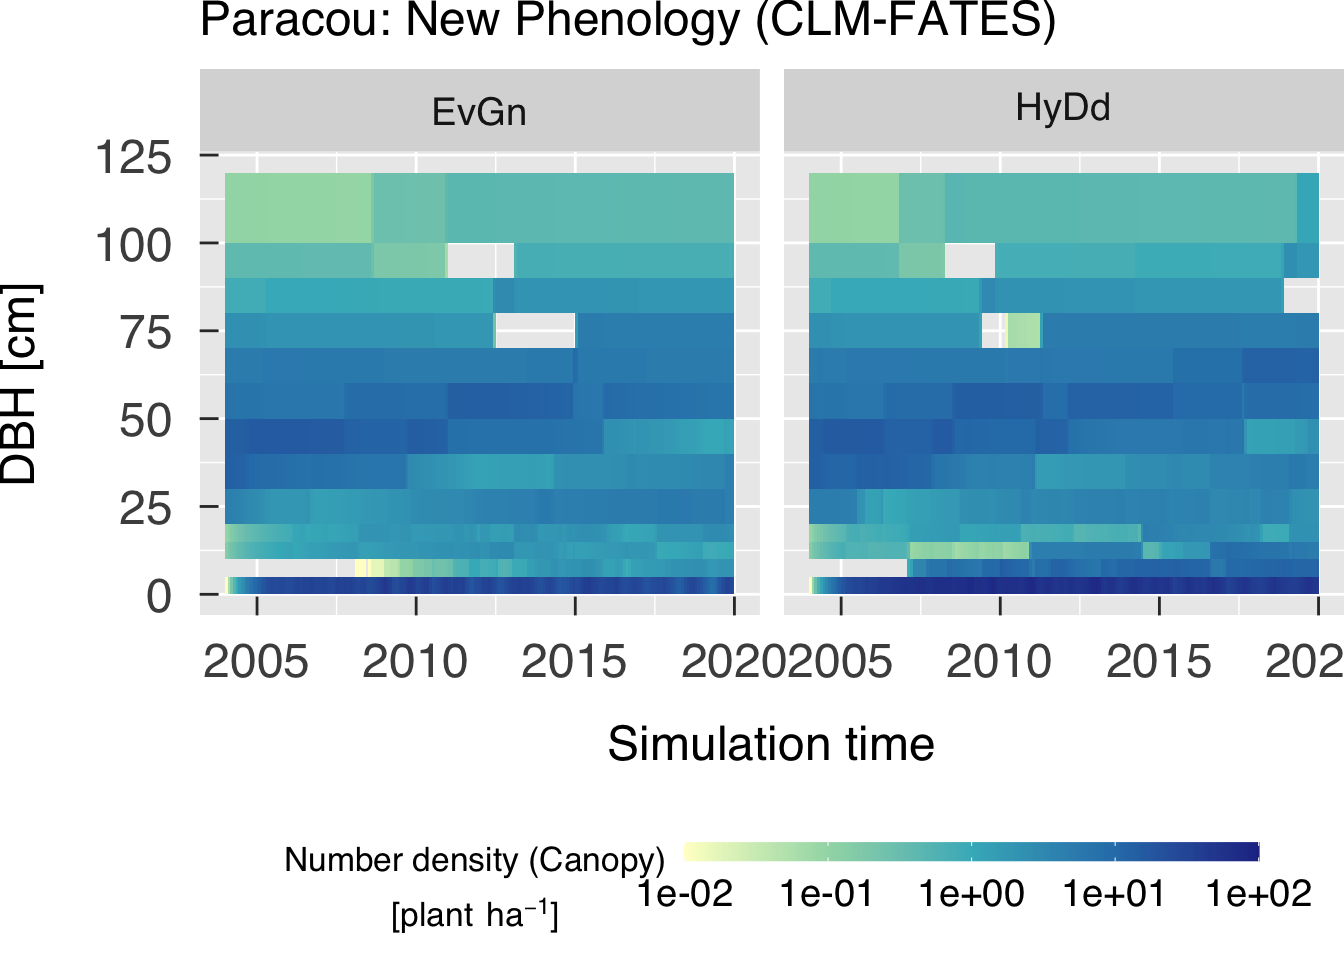 Paracou: New Phenology (CLM-FATES)
EvGn
HyDd
125
100
75
50
25
0
DBH [cm]
2005 2010 2015 2020
2005 2010 2015 202
Simulation time
Number density (Canopy)
[plant ha⁻¹]
1e-02 1e-01 1e+00 1e+01 1e+02